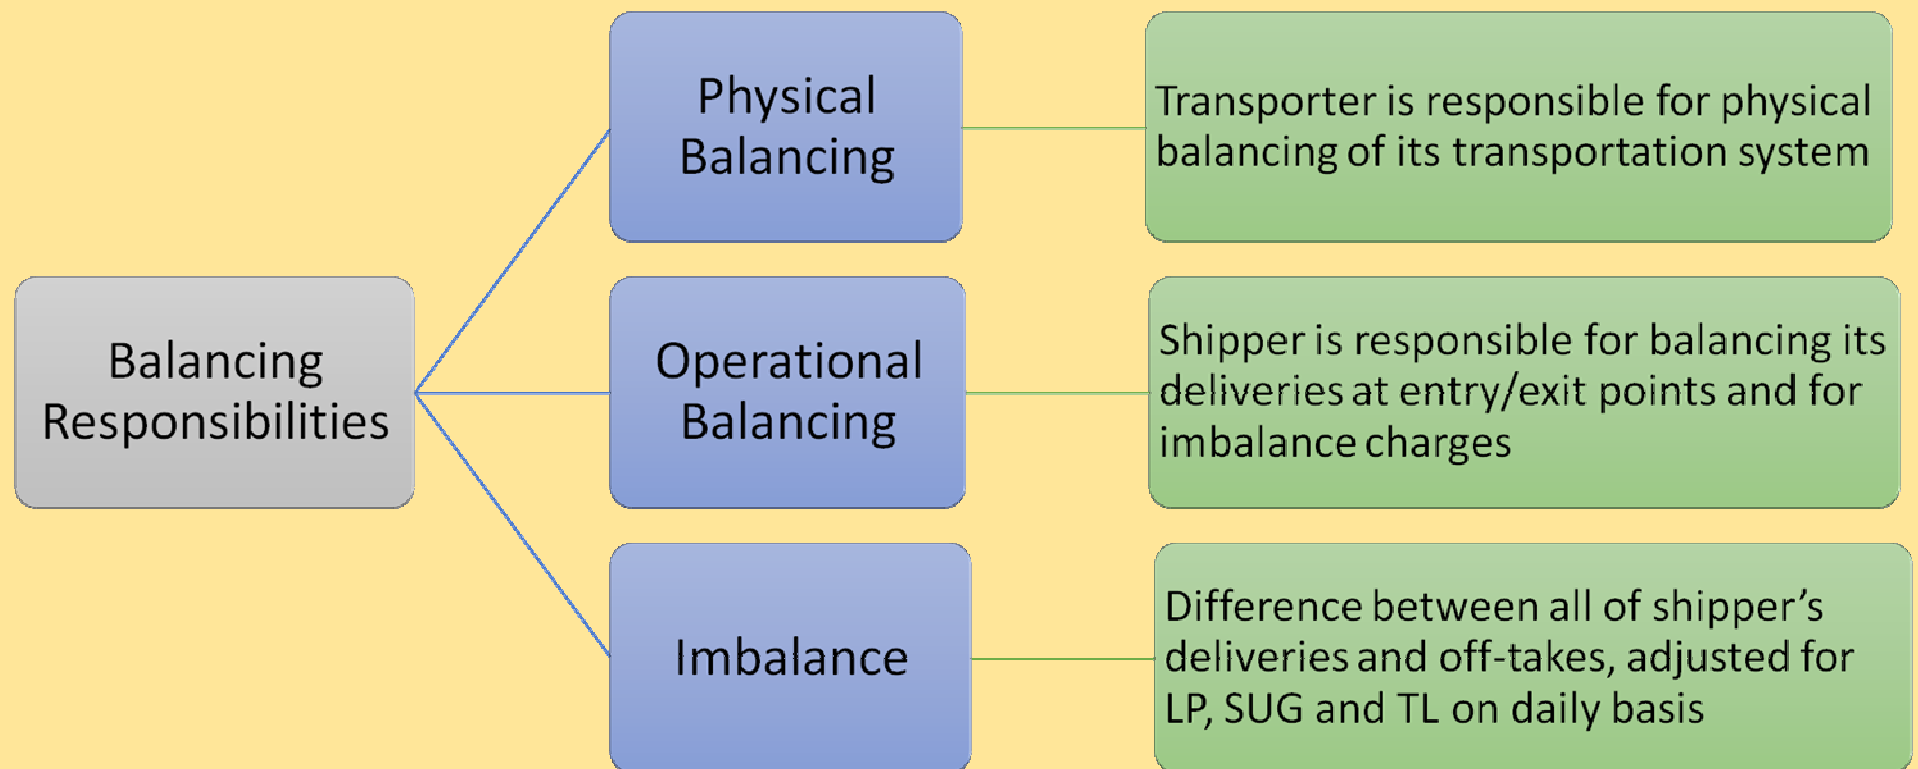 Balancing
Responsibilities
Physical
Balancing
Transporter is responsible for physical
balancing of its transportation system
Operational
Balancing
Shipper is responsible for balancing its
deliveries at entry/exit points and for
imbalance charges
Imbalance
Difference between all of shipper’s
deliveries and off-takes, adjusted for
LP, SUG and TL on daily basis